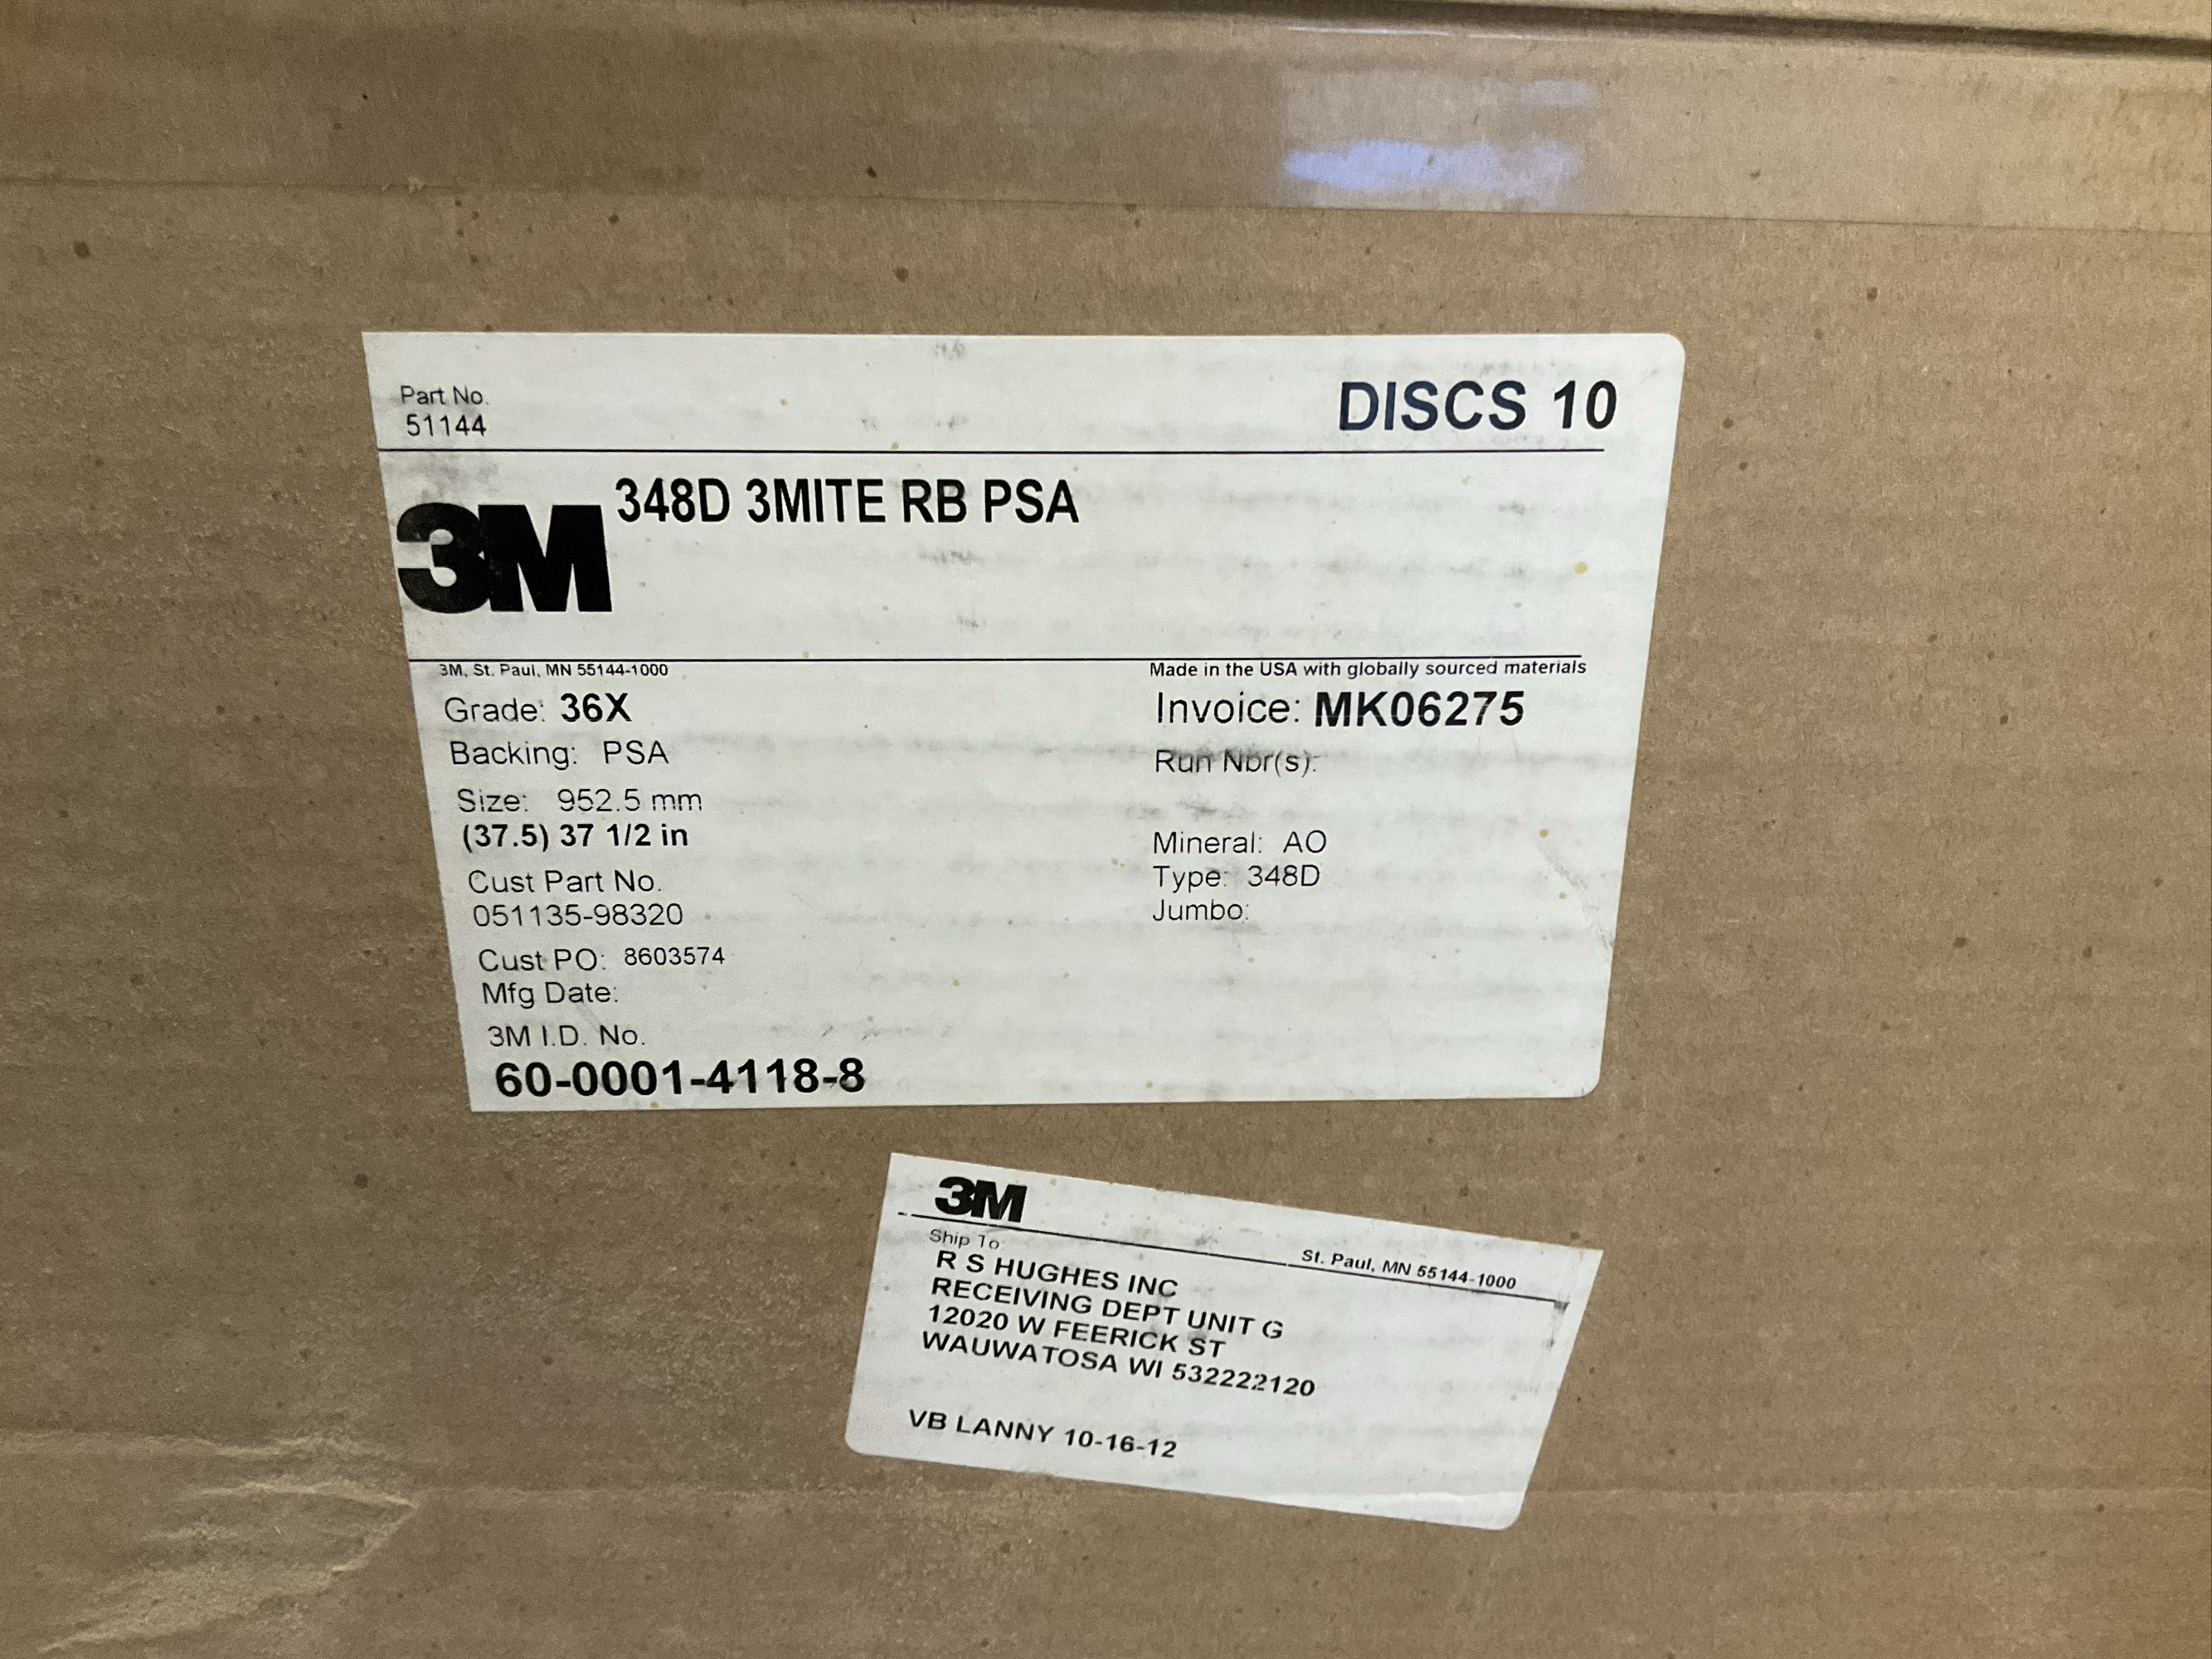 Part No.
51144
DISCS 10
3M
348D 3MITE RB PSA
3M, St. Paul, MN 55144-1000
Made in the USA with globally sourced materials
Grade: 36X
Backing: PSA
Size: 952.5 mm
(37.5) 37 1/2 in
Cust Part No.
051135-98320
Cust PO: 8603574
Mfg Date:
3M I.D. No.
60-0001-4118-8
Invoice: MK06275
Run Nbr(s):
Mineral: AO
Type: 348D
Jumbo:
3M
St. Paul, MN 55144-1000
Ship To:
R S HUGHES INC
RECEIVING DEPT UNIT G
12020 W FEERICK ST
WAUWATOSA WI 532222120
VB LANNY 10-16-12